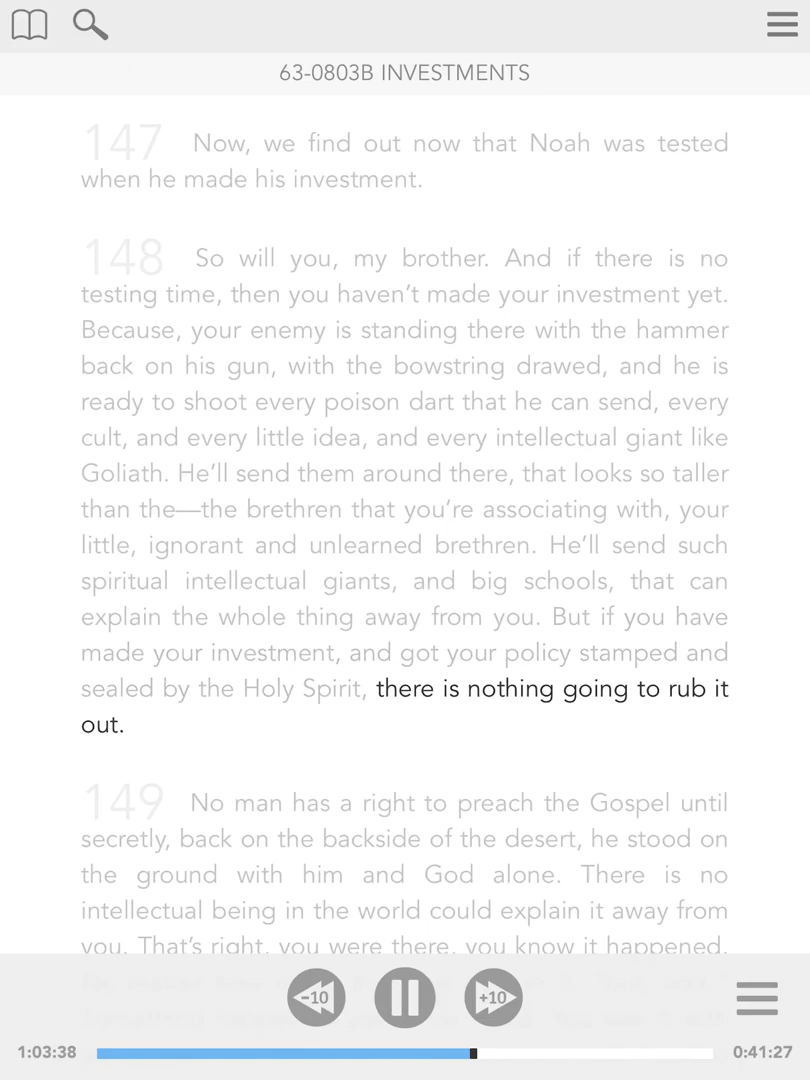 63-0803B INVESTMENTS
147 Now, we find out now that Noah was tested
when he made his investment.
148 So will you, my brother. And if there is no
testing time, then you haven’t made your investment yet.
Because, your enemy is standing there with the hammer
back on his gun, with the bowstring drawed, and he is
ready to shoot every poison dart that he can send, every
cult, and every little idea, and every intellectual giant like
Goliath. He’ll send them around there, that looks so taller
than the—the brethren that you’re associating with, your
little, ignorant and unlearned brethren. He’ll send such
spiritual intellectual giants, and big schools, that can
explain the whole thing away from you. But if you have
made your investment, and got your policy stamped and
sealed by the Holy Spirit, there is nothing going to rub it
out.
149 No man has a right to preach the Gospel until
secretly, back on the backside of the desert, he stood on
the ground with him and God alone. There is no
intellectual being in the world could explain it away from
you. That’s right, you were there, you know it happened.
-10 +10
1:03:38 0:41:27